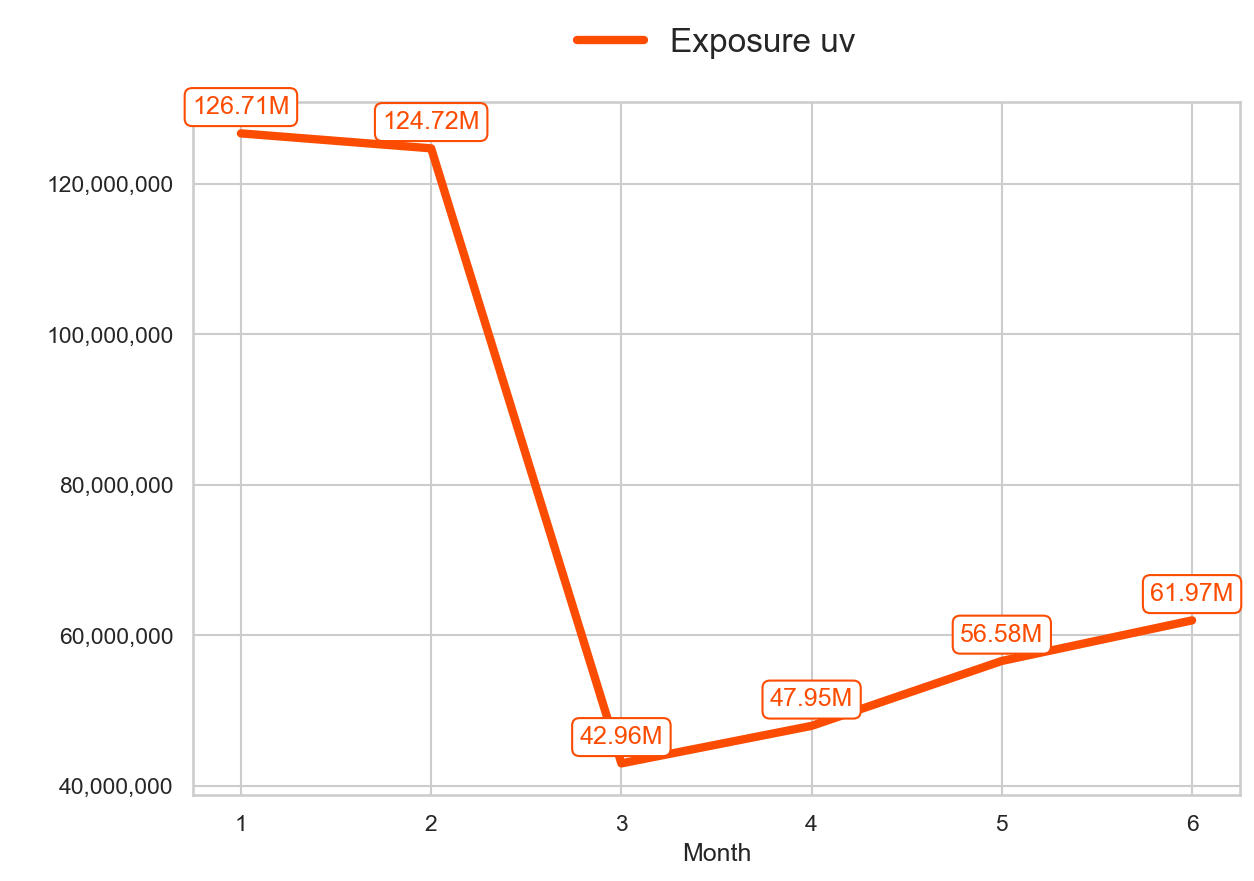 Exposure uv
126.71M
124.72M
120,000,000
100,000,000
80,000,000
61.97M
60,000,000
56.58M
47.95M
42.96M
40,000,000
1 2 3 4 5 6
Month